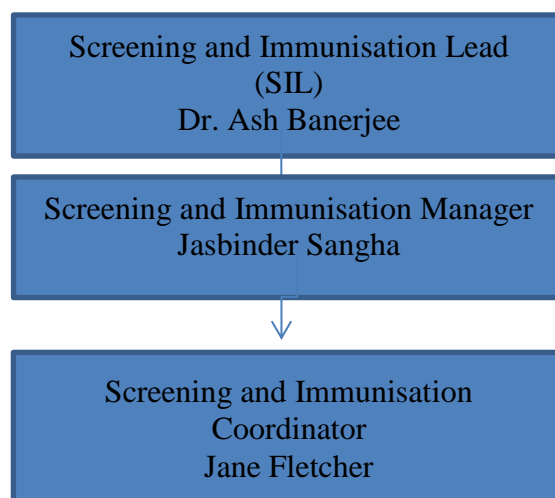 Screening and Immunisation Lead
(SIL)
Dr. Ash Banerjee
Screening and Immunisation Manager
Jasbinder Sangha
Screening and Immunisation
Coordinator
Jane Fletcher